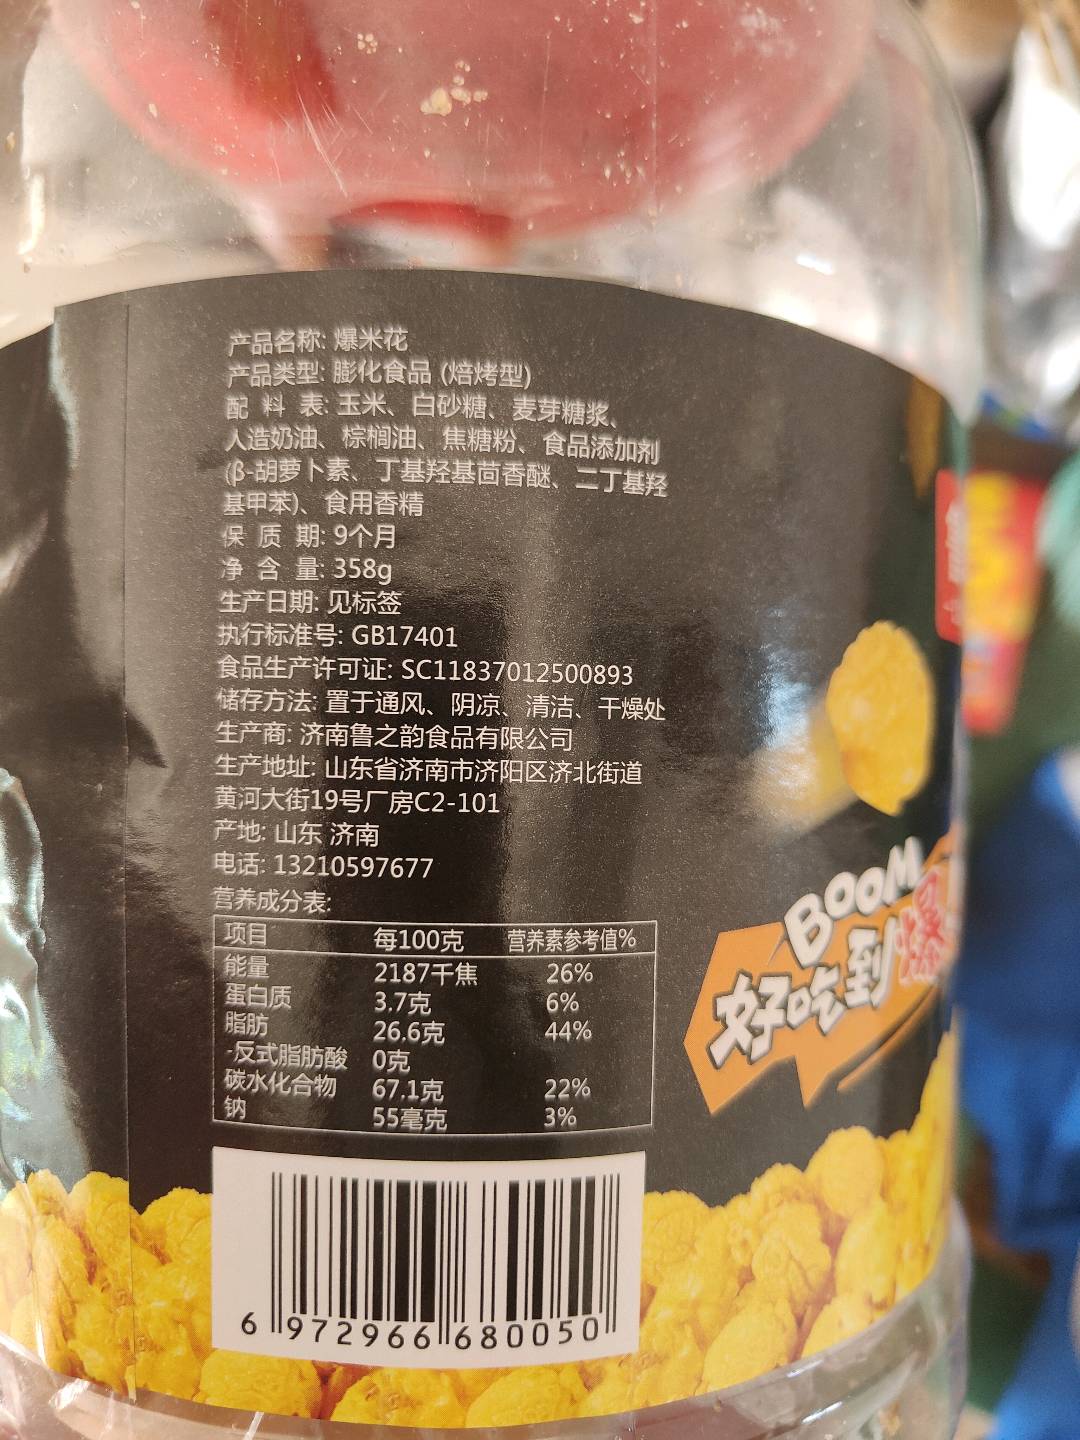 产品名称: 爆米花
产品类型: 膨化食品 (焙烤型)
配 料 表: 玉米、白砂糖、麦芽糖浆、
人造奶油、棕榈油、焦糖粉、食品添加剂
(β-胡萝卜素、丁基羟基茴香醚、二丁基羟
基甲苯)、食用香精
保 质 期: 9个月
净 含 量: 358g
生产日期: 见标签
执行标准号: GB17401
食品生产许可证: SC11837012500893
储存方法: 置于通风、阴凉、清洁、干燥处
生产商: 济南鲁之韵食品有限公司
生产地址: 山东省济南市济阳区济北街道
黄河大街19号厂房C2-101
产地: 山东 济南
电话: 13210597677
营养成分表:
项目 每100克 营养素参考值%
能量 2187千焦 26%
蛋白质 3.7克 6%
脂肪 26.6克 44%
-反式脂肪酸 0克
碳水化合物 67.1克 22%
钠 55毫克 3%
BOOM
好吃到爆
6 972966 680050